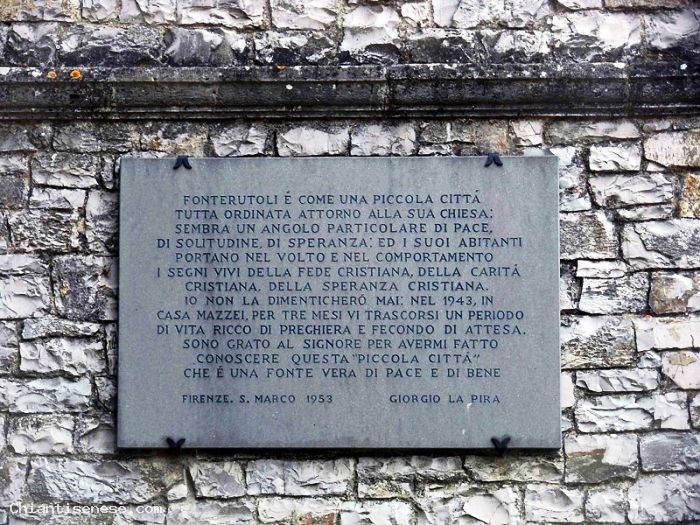 FONTERUTOLI É COME UNA PICCOLA CITTÁ
TUTTA ORDINATA ATTORNO ALLA SUA CHIESA:
SEMBRA UN ANGOLO PARTICOLARE DI PACE,
DI SOLITUDINE, DI SPERANZA: ED I SUOI ABITANTI
PORTANO NEL VOLTO E NEL COMPORTAMENTO
I SEGNI VIVI DELLA FEDE CRISTIANA, DELLA CARITÁ
CRISTIANA, DELLA SPERANZA CRISTIANA.
IO NON LA DIMENTICHERÓ MAI: NEL 1943, IN
CASA MAZZEI, PER TRE MESI VI TRASCORSI UN PERIODO
DI VITA RICCO DI PREGHIERA E FECONDO DI ATTESA.
SONO GRATO AL SIGNORE PER AVERMI FATTO
CONOSCERE QUESTA "PICCOLA CITTÁ"
CHE É UNA FONTE VERA DI PACE E DI BENE
FIRENZE. S. MARCO 1953 GIORGIO LA PIRA
Chiantisenese.com